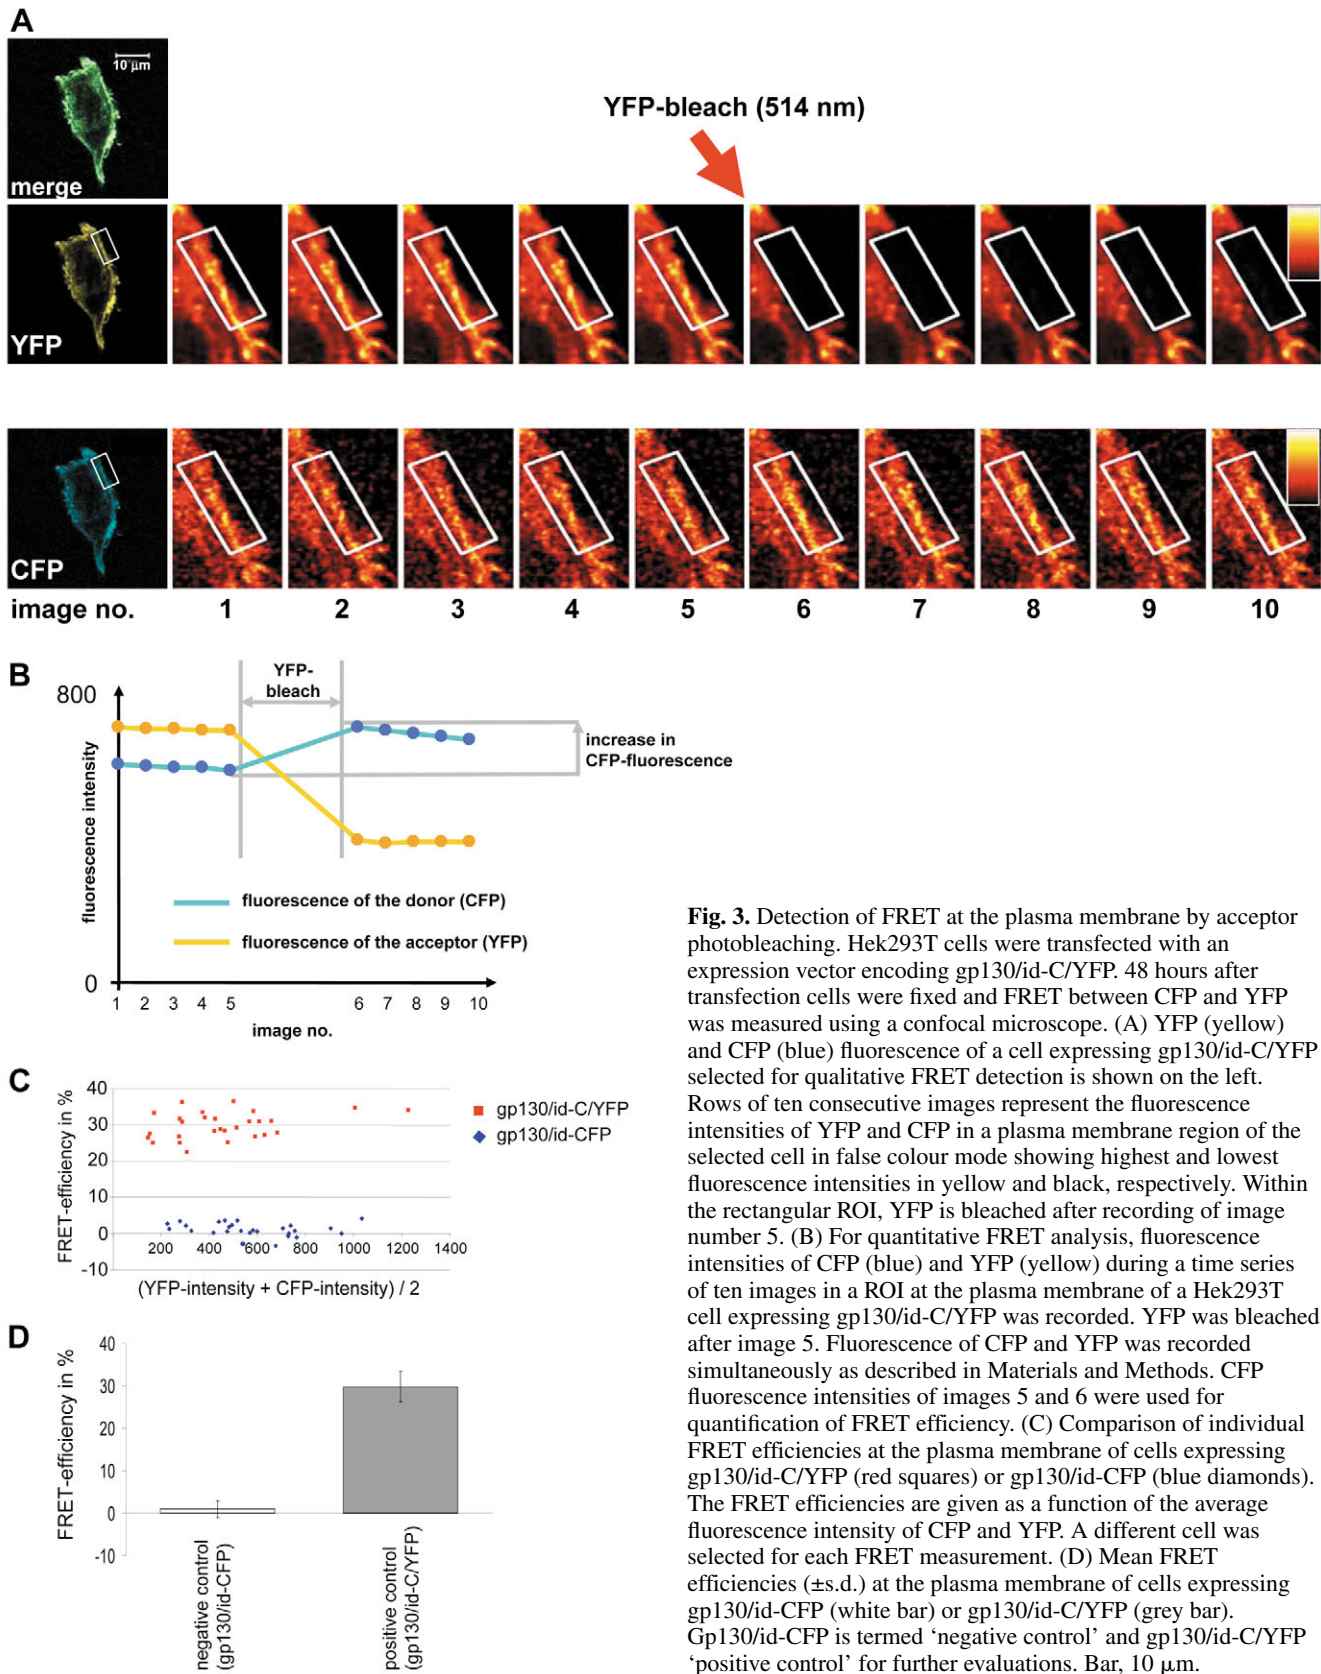 A
10 µm
merge
YFP-bleach (514 nm)
YFP
CFP
image no. 1 2 3 4 5 6 7 8 9 10
B
800
YFP-
bleach
fluorescence intensity
increase in
CFP-fluorescence
fluorescence of the donor (CFP)
fluorescence of the acceptor (YFP)
0
1 2 3 4 5 6 7 8 9 10
image no.
C
FRET-efficiency in %
40
30
20
10
0
-10
200 400 600 800 1000 1200 1400
(YFP-intensity + CFP-intensity) / 2
gp130/id-C/YFP
gp130/id-CFP
D
FRET-efficiency in %
40
30
20
10
0
-10
negative control
(gp130/id-CFP)
positive control
(gp130/id-C/YFP)
Fig. 3. Detection of FRET at the plasma membrane by acceptor
photobleaching. Hek293T cells were transfected with an
expression vector encoding gp130/id-C/YFP. 48 hours after
transfection cells were fixed and FRET between CFP and YFP
was measured using a confocal microscope. (A) YFP (yellow)
and CFP (blue) fluorescence of a cell expressing gp130/id-C/YFP
selected for qualitative FRET detection is shown on the left.
Rows of ten consecutive images represent the fluorescence
intensities of YFP and CFP in a plasma membrane region of the
selected cell in false colour mode showing highest and lowest
fluorescence intensities in yellow and black, respectively. Within
the rectangular ROI, YFP is bleached after recording of image
number 5. (B) For quantitative FRET analysis, fluorescence
intensities of CFP (blue) and YFP (yellow) during a time series
of ten images in a ROI at the plasma membrane of a Hek293T
cell expressing gp130/id-C/YFP was recorded. YFP was bleached
after image 5. Fluorescence of CFP and YFP was recorded
simultaneously as described in Materials and Methods. CFP
fluorescence intensities of images 5 and 6 were used for
quantification of FRET efficiency. (C) Comparison of individual
FRET efficiencies at the plasma membrane of cells expressing
gp130/id-C/YFP (red squares) or gp130/id-CFP (blue diamonds).
The FRET efficiencies are given as a function of the average
fluorescence intensity of CFP and YFP. A different cell was
selected for each FRET measurement. (D) Mean FRET
efficiencies (±s.d.) at the plasma membrane of cells expressing
gp130/id-CFP (white bar) or gp130/id-C/YFP (grey bar).
Gp130/id-CFP is termed ‘negative control’ and gp130/id-C/YFP
‘positive control’ for further evaluations. Bar, 10 µm.